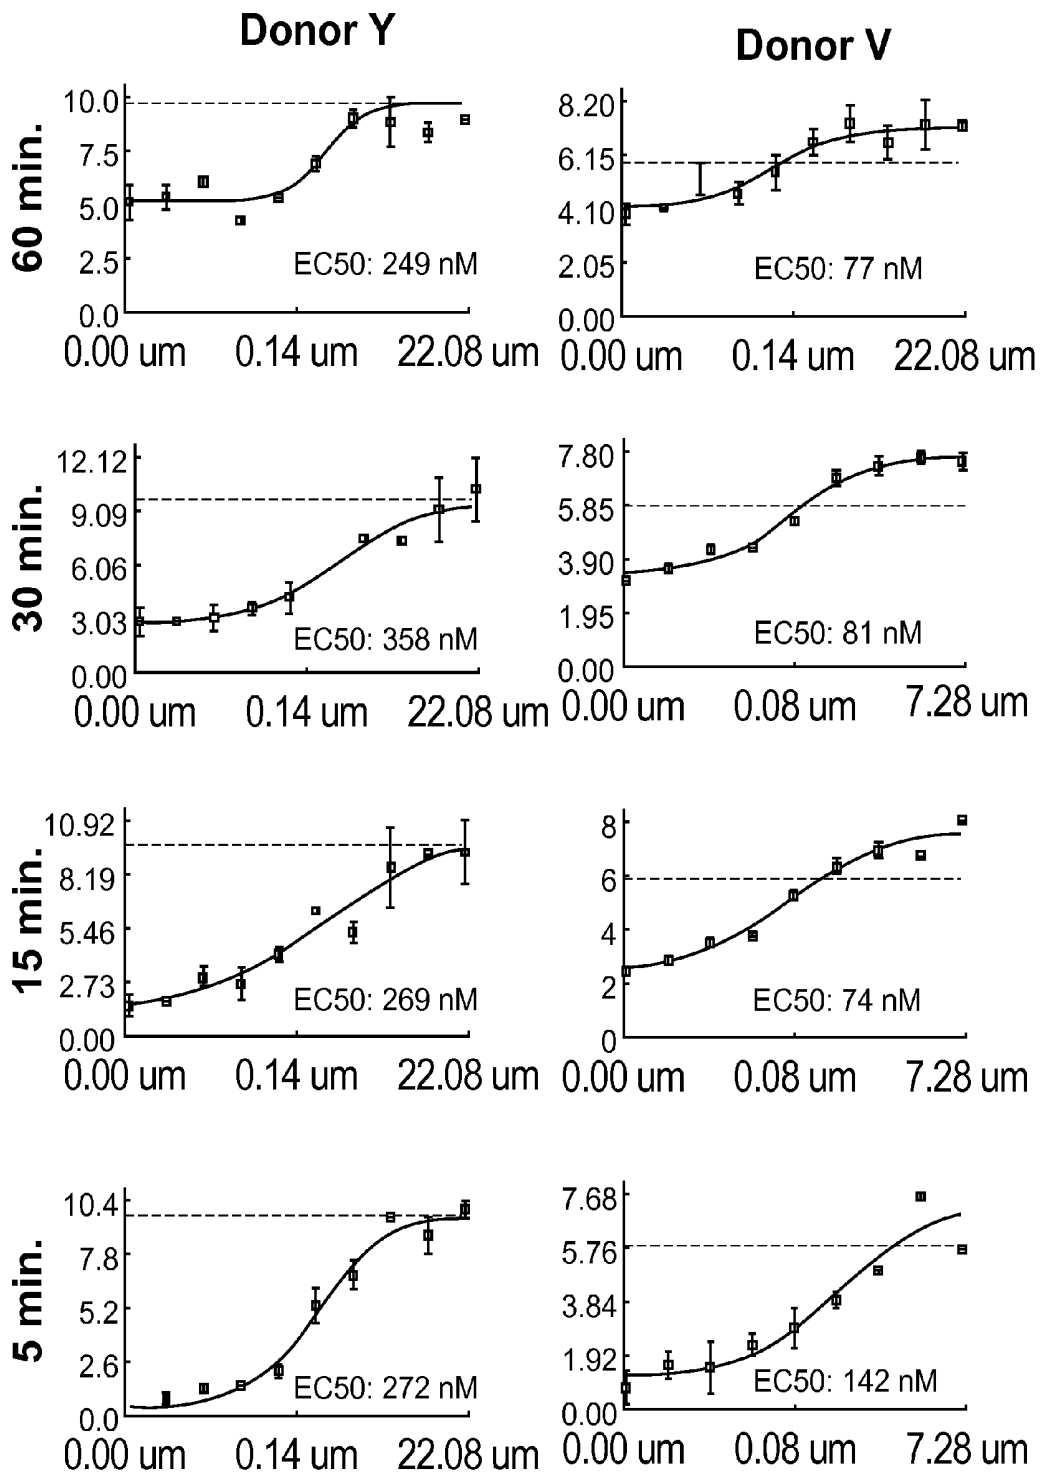 Donor Y
Donor V
60 min.
10.0
7.5
5.0
2.5
0.0
EC50: 249 nM
0.00 um 0.14 um 22.08 um
8.20
6.15
4.10
2.05
0.00
EC50: 77 nM
0.00 um 0.14 um 22.08 um
30 min.
12.12
9.09
6.06
3.03
0.00
EC50: 358 nM
0.00 um 0.14 um 22.08 um
7.80
5.85
3.90
1.95
0.00
EC50: 81 nM
0.00 um 0.08 um 7.28 um
15 min.
10.92
8.19
5.46
2.73
0.00
EC50: 269 nM
0.00 um 0.14 um 22.08 um
8
6
4
2
0
EC50: 74 nM
0.00 um 0.08 um 7.28 um
5 min.
10.4
7.8
5.2
2.6
0.0
EC50: 272 nM
0.00 um 0.14 um 22.08 um
7.68
5.76
3.84
1.92
0.00
EC50: 142 nM
0.00 um 0.08 um 7.28 um